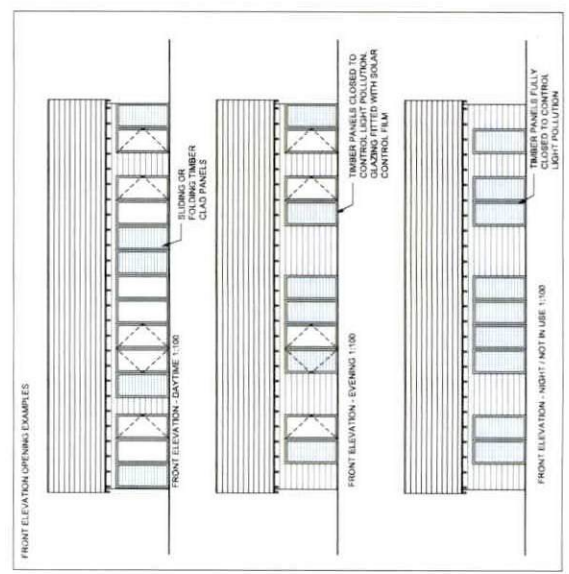 FRONT ELEVATION OPENING EXAMPLES
SLIDING OR
FOLDING TIMBER
CLAD PANELS
FRONT ELEVATION - DAYTIME 1:100
TIMBER PANELS CLOSED TO
CONTROL LIGHT POLLUTION.
GLAZING FITTED WITH SOLAR
CONTROL FILM
FRONT ELEVATION - EVENING 1:100
TIMBER PANELS FULLY
CLOSED TO CONTROL
LIGHT POLLUTION
FRONT ELEVATION - NIGHT / NOT IN USE 1:100